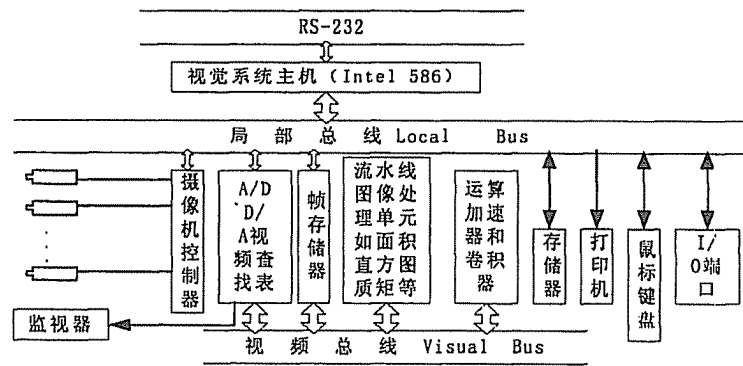 RS-232
视觉系统主机(Intel 586)
局 部 总 线 Local Bus
摄像机控制器
A/D
D/
A视
频查
找表
帧存储器
流水线
图像处
理单元
如面积
直方图
质矩等
运算
加速
器和
卷积
器
存储器
打印机
鼠标键盘
I/
O端
口
监视器
视 频 总 线 Visual Bus